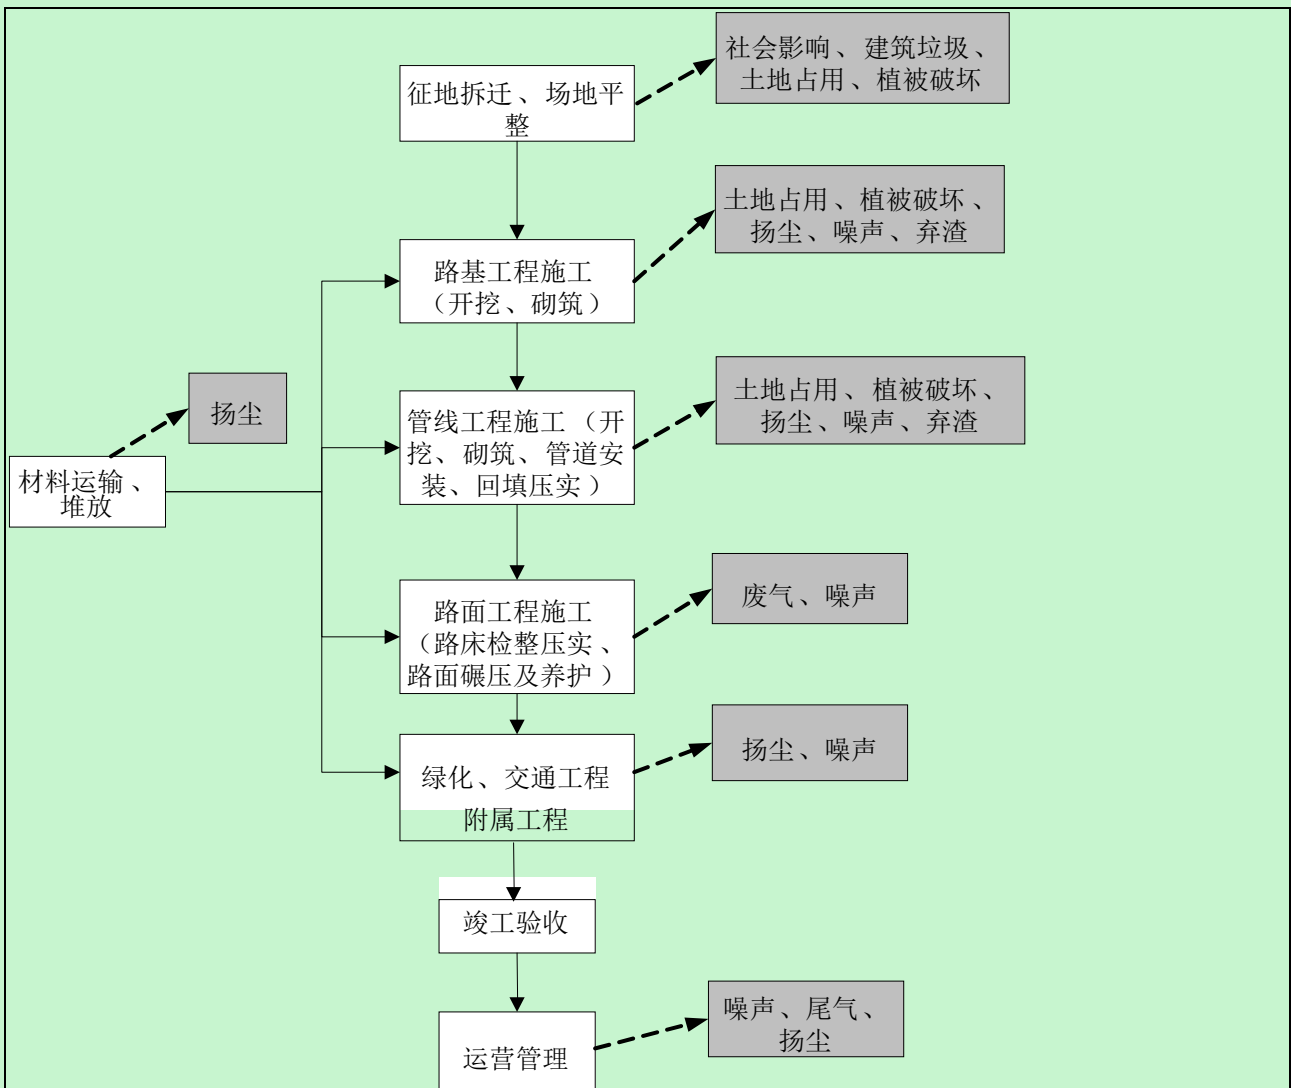 社会影响、建筑垃圾、
土地占用、植被破坏
征地拆迁、场地平
整
土地占用、植被破坏、
扬尘、噪声、弃渣
路基工程施工
（开挖、砌筑）
扬尘
土地占用、植被破坏、
扬尘、噪声、弃渣
管线工程施工（开
挖、砌筑、管道安
装、回填压实）
材料运输、
堆放
路面工程施工
（路床检整压实、
路面碾压及养护）
废气、噪声
绿化、交通工程
附属工程
扬尘、噪声
竣工验收
噪声、尾气、
扬尘
运营管理